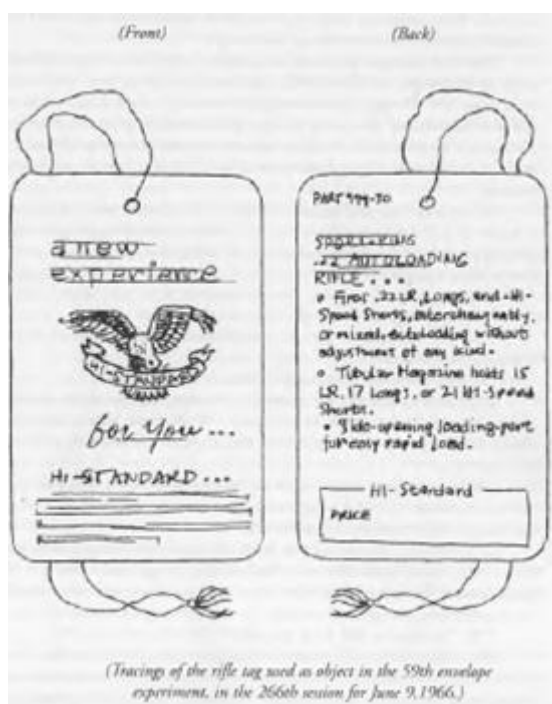 (Front)
a new
experience
HI-STANDARD
for you...
HI-STANDARD...
(Back)
PART 994-30
SPORT-KING
.22 AUTOLOADING
RIFLE...
• Fires .22 LR, Longs, and Hi-
Speed Shorts, interchangeably,
or mixed, autoloading without
adjustment of any kind.
• Tubular Magazine holds 15
LR, 17 Longs, or 21 Hi-Speed
Shorts.
• Side-opening loading-port
for easy rapid load.
Hi-Standard
PRICE
(Tracings of the rifle tag used as object in the 59th envelope
experiment, in the 266th session for June 9, 1966.)